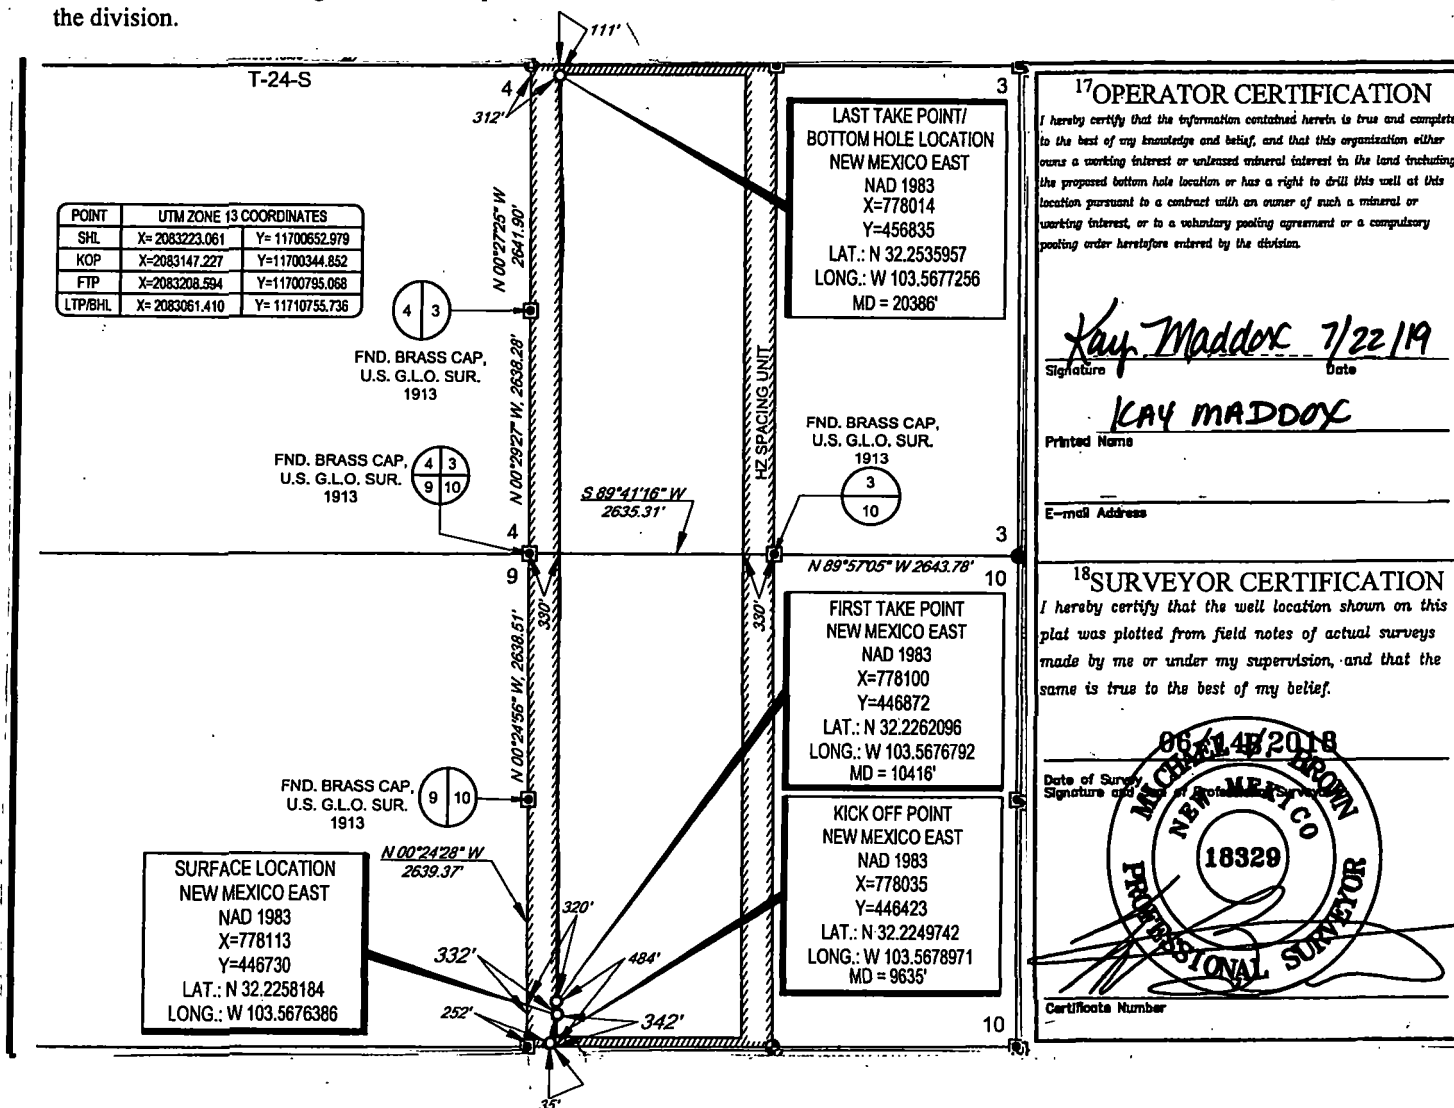 the division.
111'
T-24-S
4
3
312'
POINT UTM ZONE 13 COORDINATES
SHL X= 2083223.061 Y= 11700652.979
KOP X=2083147.227 Y=11700344.852
FTP X=2083208.594 Y=11700795.068
LTP/BHL X= 2083061.410 Y= 11710755.736
N 00°27'25" W
2641.90'
4 3
FND. BRASS CAP,
U.S. G.L.O. SUR.
1913
N 00°29'27" W, 2638.28'
LAST TAKE POINT/
BOTTOM HOLE LOCATION
NEW MEXICO EAST
NAD 1983
X=778014
Y=456835
LAT.: N 32.2535957
LONG.: W 103.5677256
MD = 20386'
HZ SPACING UNIT
FND. BRASS CAP,
U.S. G.L.O. SUR.
1913
4 3
9 10
FND. BRASS CAP,
U.S. G.L.O. SUR.
1913
3
10
S 89°41'16" W
2635.31'
4
3
9
10
N 89°57'05" W 2643.78'
330'
330'
N 00°24'56" W, 2638.51'
FIRST TAKE POINT
NEW MEXICO EAST
NAD 1983
X=778100
Y=446872
LAT.: N 32.2262096
LONG.: W 103.5676792
MD = 10416'
FND. BRASS CAP,
U.S. G.L.O. SUR.
1913
9 10
N 00°24'28" W
2639.37'
SURFACE LOCATION
NEW MEXICO EAST
NAD 1983
X=778113
Y=446730
LAT.: N 32.2258184
LONG.: W 103.5676386
KICK OFF POINT
NEW MEXICO EAST
NAD 1983
X=778035
Y=446423
LAT.: N 32.2249742
LONG.: W 103.5678971
MD = 9635'
320'
332'
484'
252'
342'
10
35'
17 OPERATOR CERTIFICATION
I hereby certify that the information contained herein is true and complete
to the best of my knowledge and belief, and that this organization either
owns a working interest or unleased mineral interest in the land including
the proposed bottom hole location or has a right to drill this well at this
location pursuant to a contract with an owner of such a mineral or
working interest, or to a voluntary pooling agreement or a compulsory
pooling order heretofore entered by the division.
Kay Maddox 7/22/19
Signature Date
KAY MADDOX
Printed Name
E-mail Address
18 SURVEYOR CERTIFICATION
I hereby certify that the well location shown on this
plat was plotted from field notes of actual surveys
made by me or under my supervision, and that the
same is true to the best of my belief.
06/14/2018
Date of Survey
Signature and Seal of Professional Surveyor
MICHAEL B. BROWN
NEW MEXICO
18329
PROFESSIONAL SURVEYOR
Certificate Number